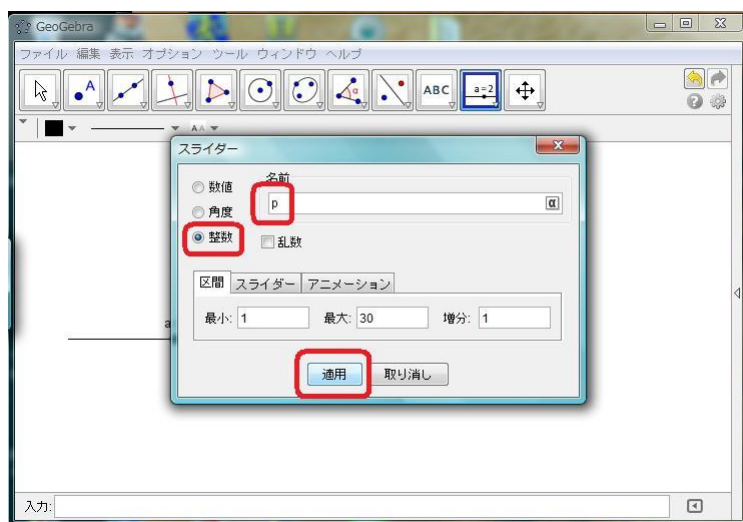 GeoGebra
ファイル 編集 表示 オプション ツール ウィンドウ ヘルプ
A α ABC a=2
AA
スライダー
数値 名前
角度 p α
整数 乱数
区間 スライダー アニメーション
最小: 1 最大: 30 増分: 1
a
適用 取り消し
入力: